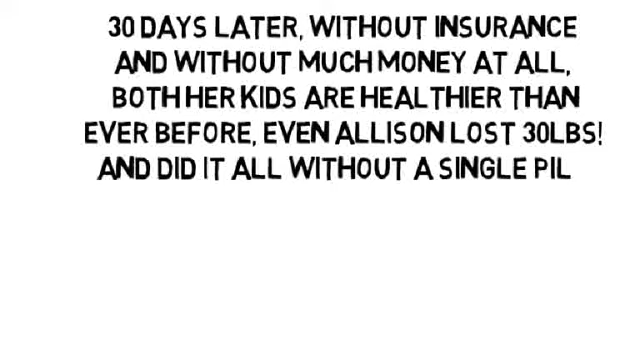 30 DAYS LATER, WITHOUT INSURANCE
AND WITHOUT MUCH MONEY AT ALL,
BOTH HER KIDS ARE HEALTHIER THAN
EVER BEFORE, EVEN ALLISON LOST 30LBS!
AND DID IT ALL WITHOUT A SINGLE PIL